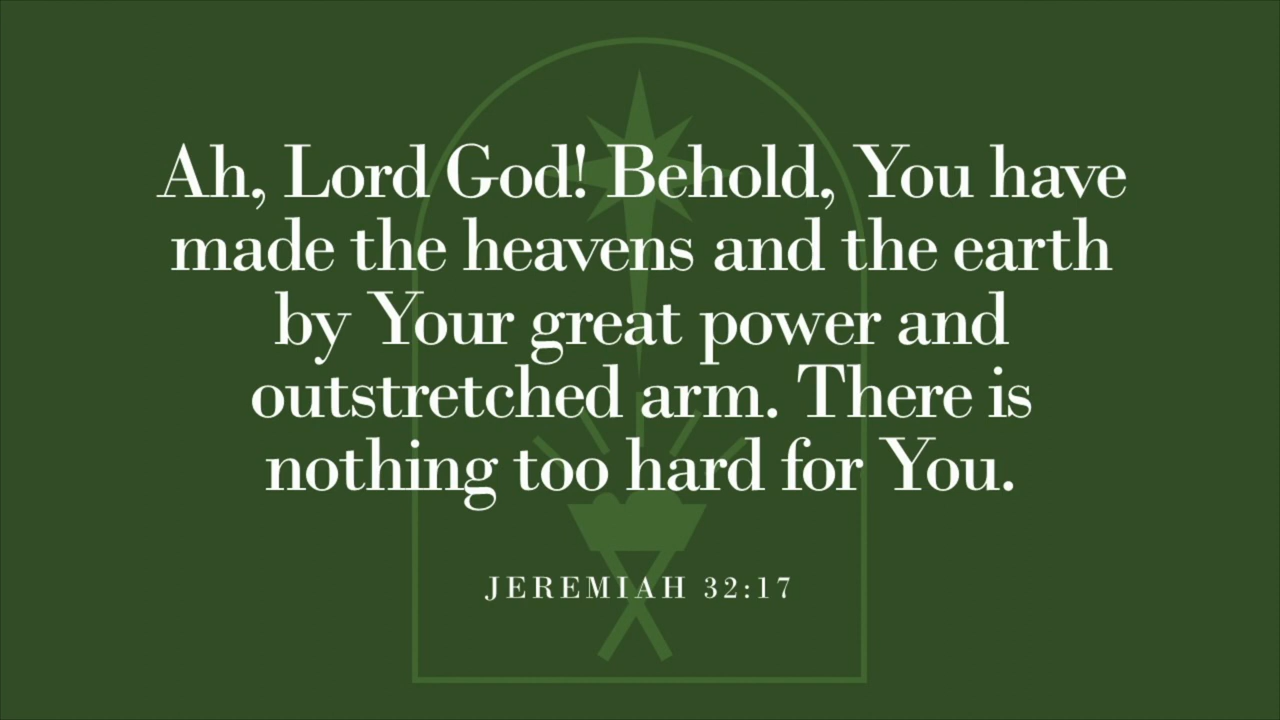 Ah, Lord God! Behold, You have
made the heavens and the earth
by Your great power and
outstretched arm. There is
nothing too hard for You.
JEREMIAH 32:17